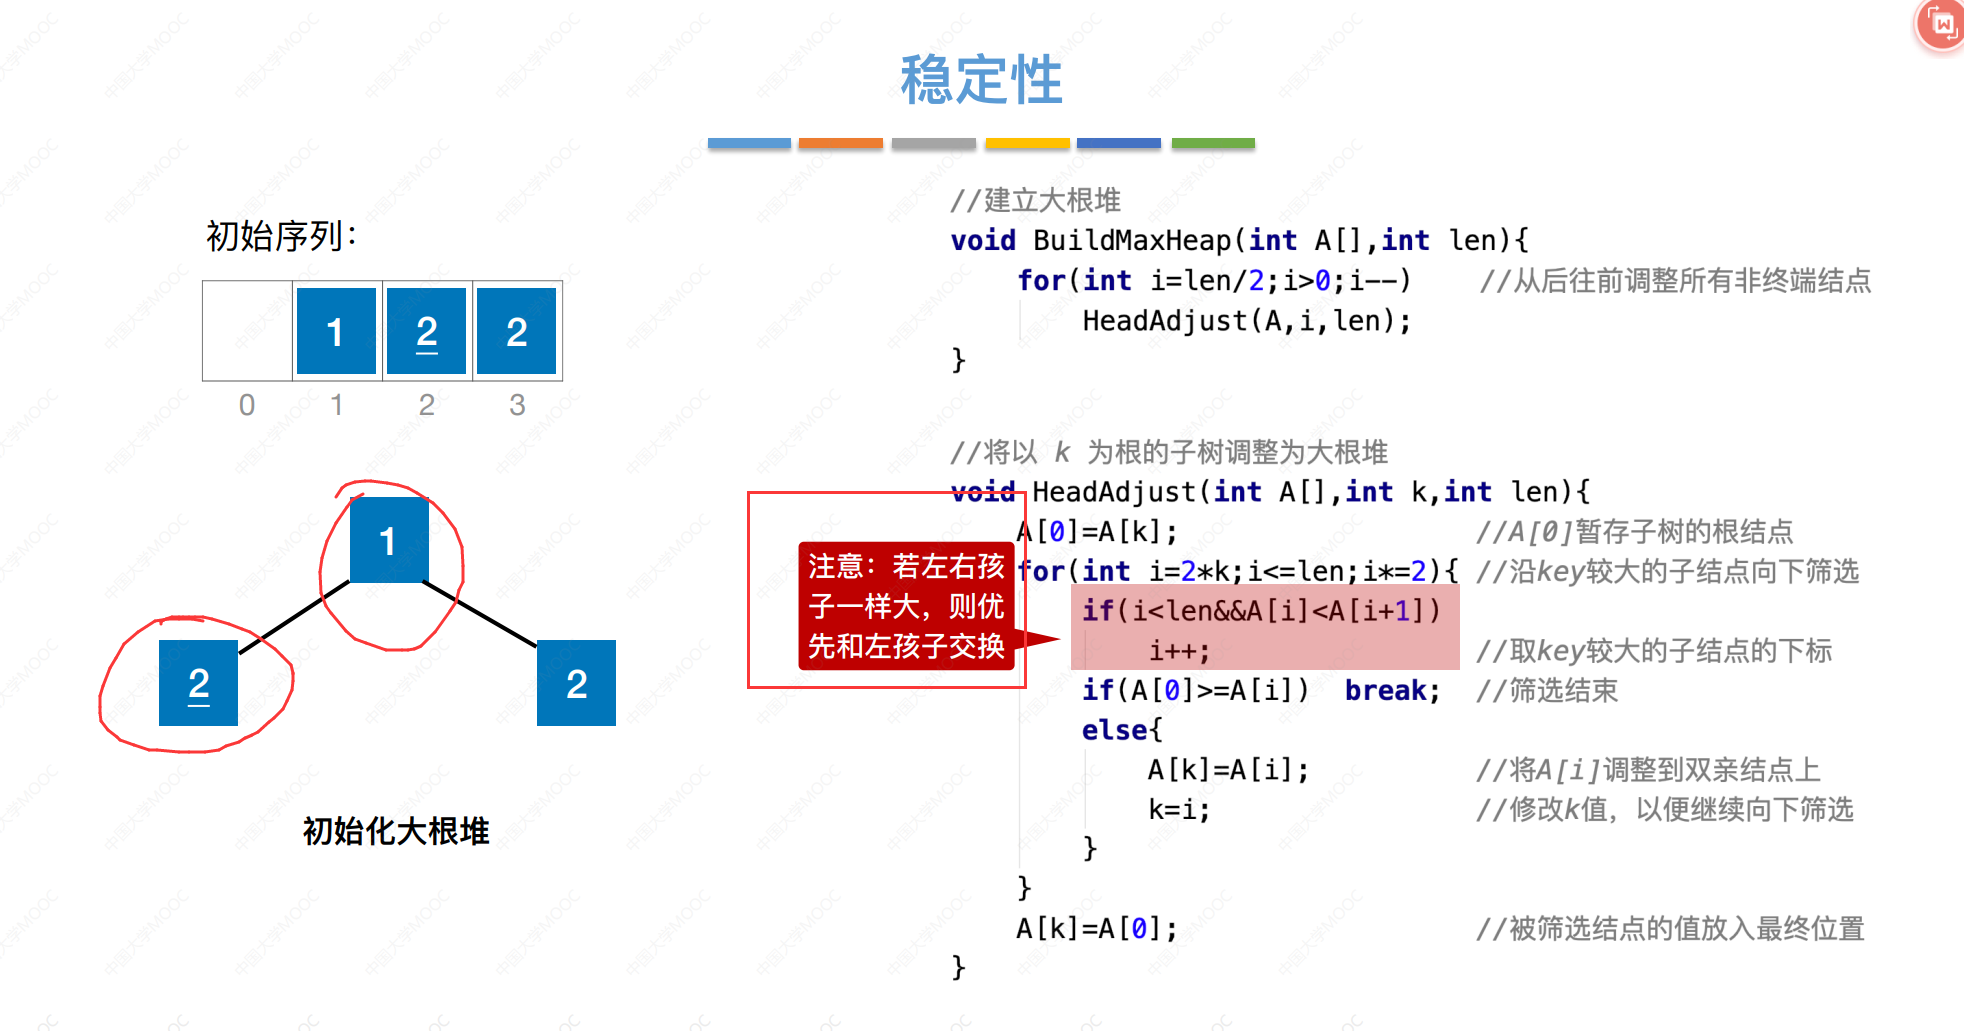 稳定性
初始序列：
1 2 2
0 1 2 3
1
2 2
初始化大根堆
//建立大根堆
void BuildMaxHeap(int A[],int len){
for(int i=len/2;i>0;i--) //从后往前调整所有非终端结点
HeadAdjust(A,i,len);
}
//将以 k 为根的子树调整为大根堆
void HeadAdjust(int A[],int k,int len){
A[0]=A[k]; //A[0]暂存子树的根结点
for(int i=2*k;i<=len;i*=2){ //沿key较大的子结点向下筛选
if(i<len&&A[i]<A[i+1])
i++; //取key较大的子结点的下标
if(A[0]>=A[i]) break; //筛选结束
else{
A[k]=A[i]; //将A[i]调整到双亲结点上
k=i; //修改k值，以便继续向下筛选
}
}
A[k]=A[0]; //被筛选结点的值放入最终位置
}
注意：若左右孩
子一样大，则优
先和左孩子交换
中国大学MOOC